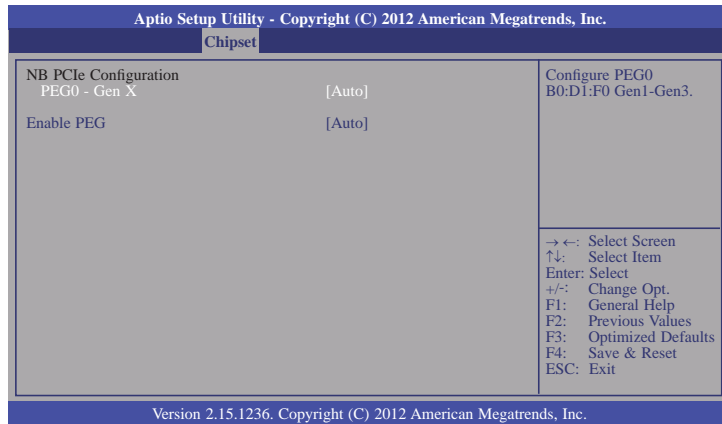 Aptio Setup Utility - Copyright (C) 2012 American Megatrends, Inc.
Chipset
NB PCIe Configuration
PEG0 - Gen X [Auto]
Enable PEG [Auto]
Configure PEG0
B0:D1:F0 Gen1-Gen3.
→ ←: Select Screen
↑↓: Select Item
Enter: Select
+/-: Change Opt.
F1: General Help
F2: Previous Values
F3: Optimized Defaults
F4: Save & Reset
ESC: Exit
Version 2.15.1236. Copyright (C) 2012 American Megatrends, Inc.